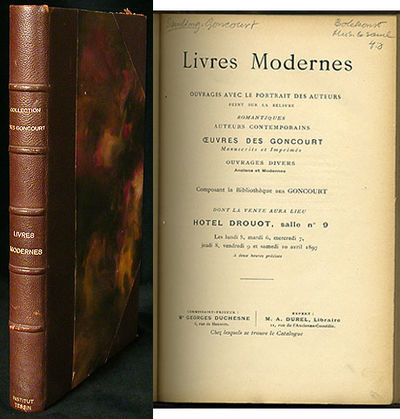 COLLECTION
DES GONCOURT
LIVRES
MODERNES
INSTITUT
TESSIN
Livres Modernes
OUVRAGES AVEC LE PORTRAIT DES AUTEURS
PEINT SUR LA RELIURE
ROMANTIQUES
AUTEURS CONTEMPORAINS
ŒUVRES DES GONCOURT
Manuscrits et Imprimés
OUVRAGES DIVERS
Anciens et Modernes
Composant la Bibliothèque des GONCOURT
DONT LA VENTE AURA LIEU
HOTEL DROUOT, salle n° 9
Les lundi 5, mardi 6, mercredi 7,
jeudi 8, vendredi 9 et samedi 10 avril 1897
à deux heures précises
COMMISSAIRE-PRISEUR :
Me GEORGES DUCHESNE
6, rue de Hanovre.
EXPERT :
M. A. DUREL, Libraire
21, rue de l'Ancienne-Comédie.
Chez lesquels se trouve le Catalogue